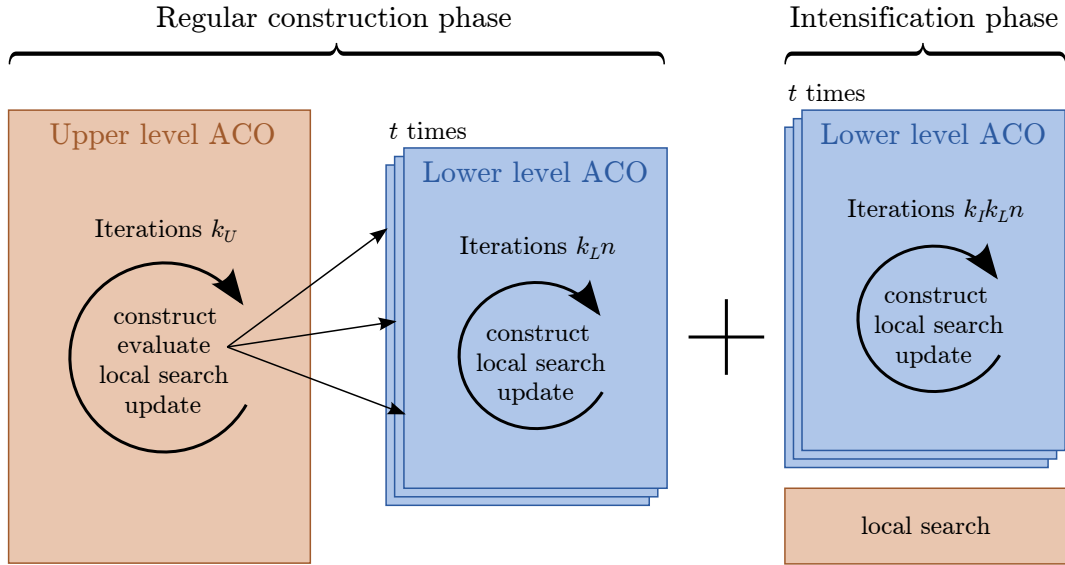 Regular construction phase
Upper level ACO
Iterations k_U
construct
evaluate
local search
update
t times
Lower level ACO
Iterations k_L n
construct
local search
update
Intensification phase
t times
Lower level ACO
Iterations k_I k_L n
construct
local search
update
local search